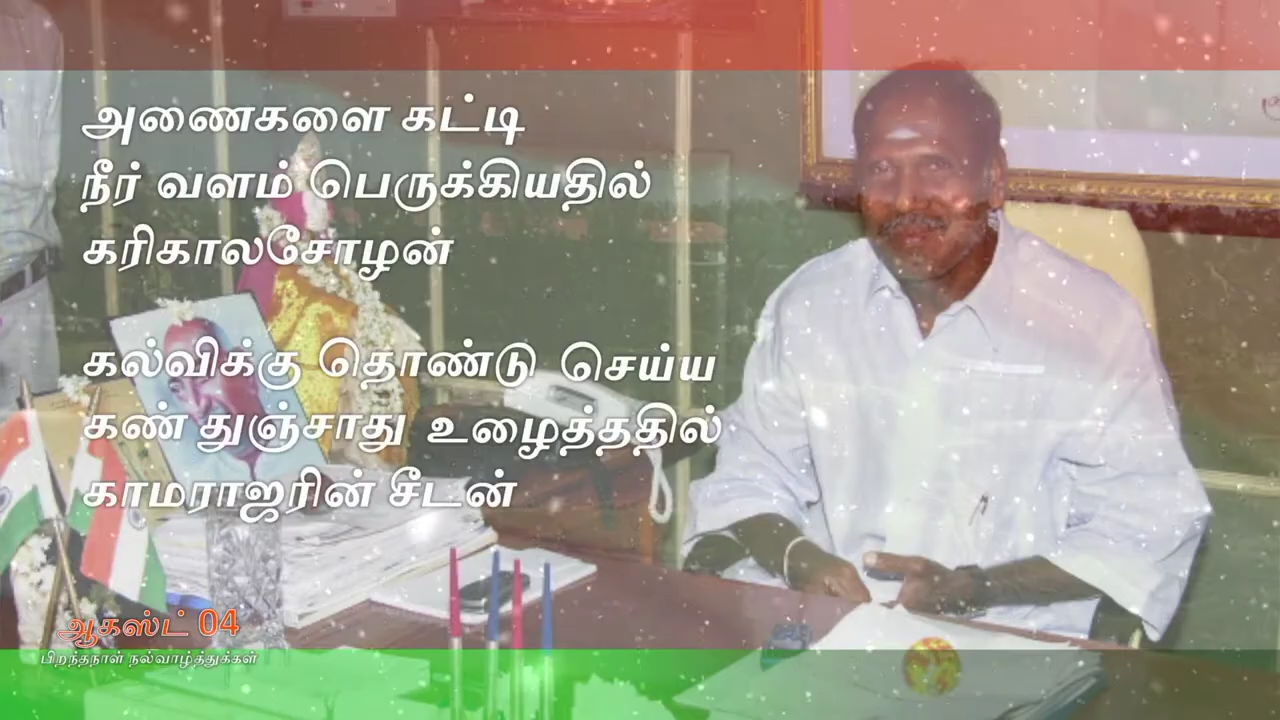 அணைகளை கட்டி
நீர் வளம் பெருக்கியதில்
கரிகாலசோழன்
கல்விக்கு தொண்டு செய்ய
கண் துஞ்சாது உழைத்ததில்
காமராஜரின் சீடன்
ஆகஸ்ட் 04
பிறந்தநாள் நல்வாழ்த்துக்கள்